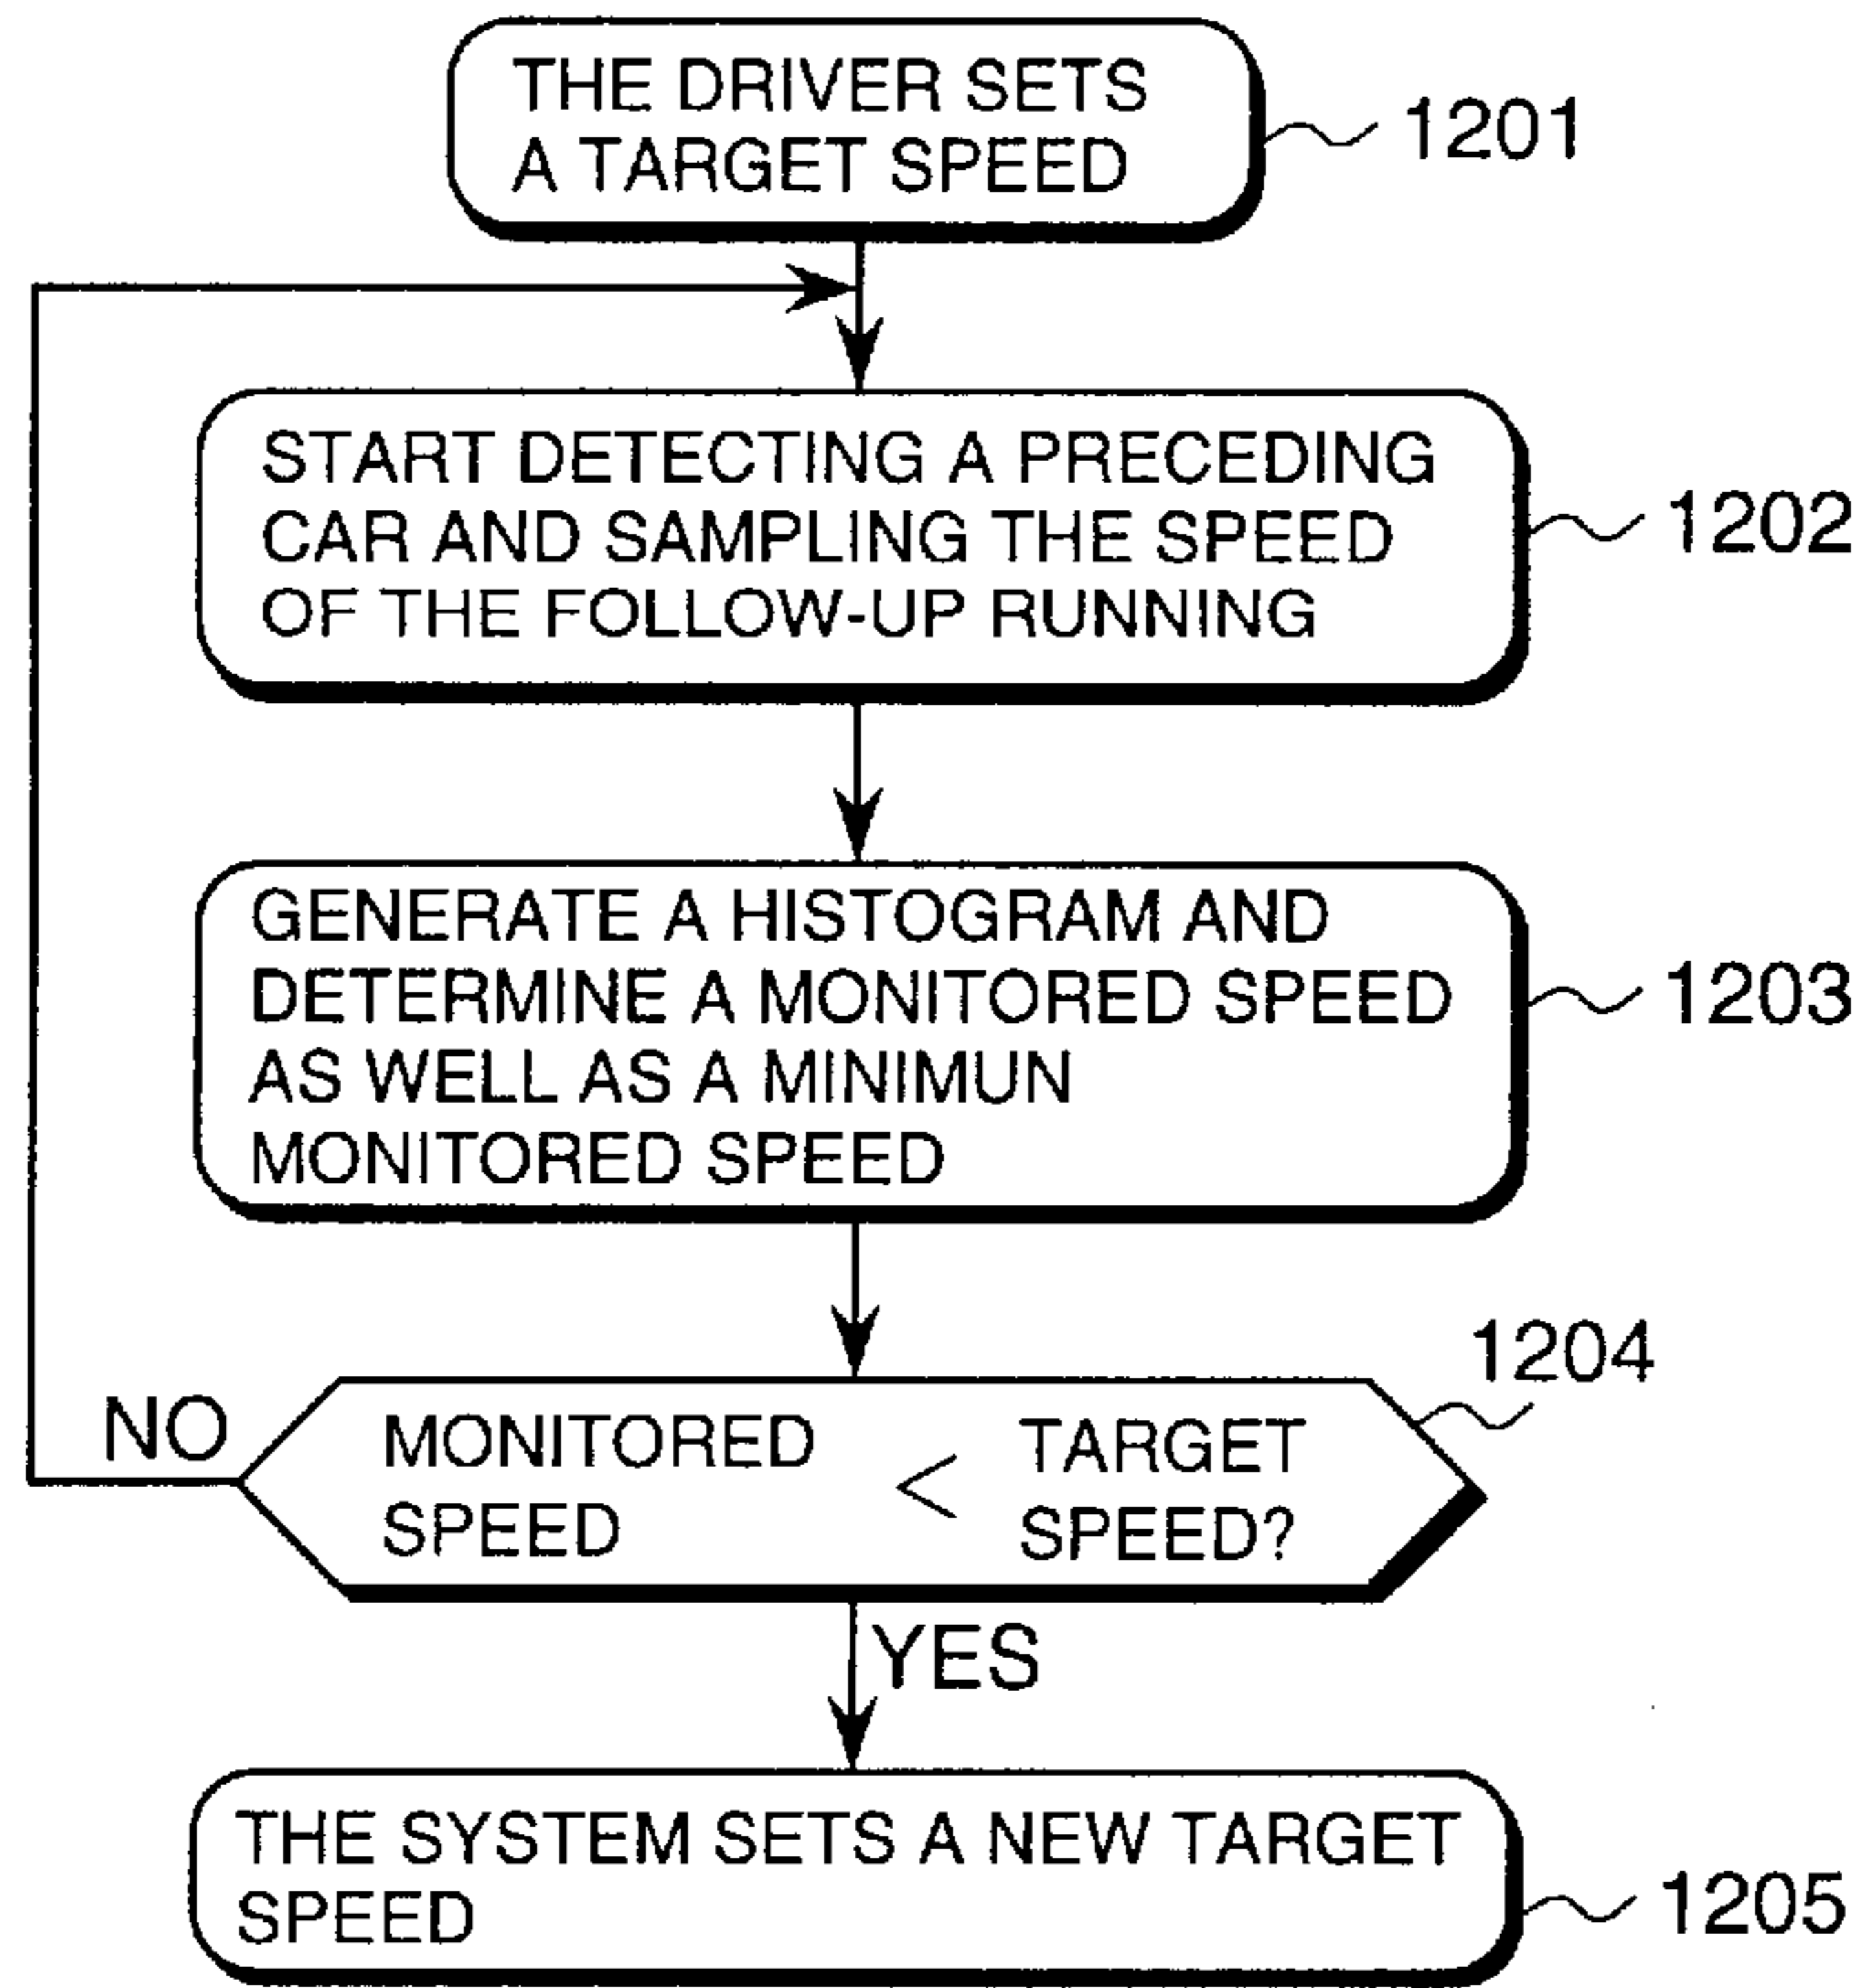 THE DRIVER SETS
A TARGET SPEED
1201
START DETECTING A PRECEDING
CAR AND SAMPLING THE SPEED
OF THE FOLLOW-UP RUNNING
1202
GENERATE A HISTOGRAM AND
DETERMINE A MONITORED SPEED
AS WELL AS A MINIMUN
MONITORED SPEED
1203
1204
NO
MONITORED
SPEED
<
TARGET
SPEED?
YES
THE SYSTEM SETS A NEW TARGET
SPEED
1205